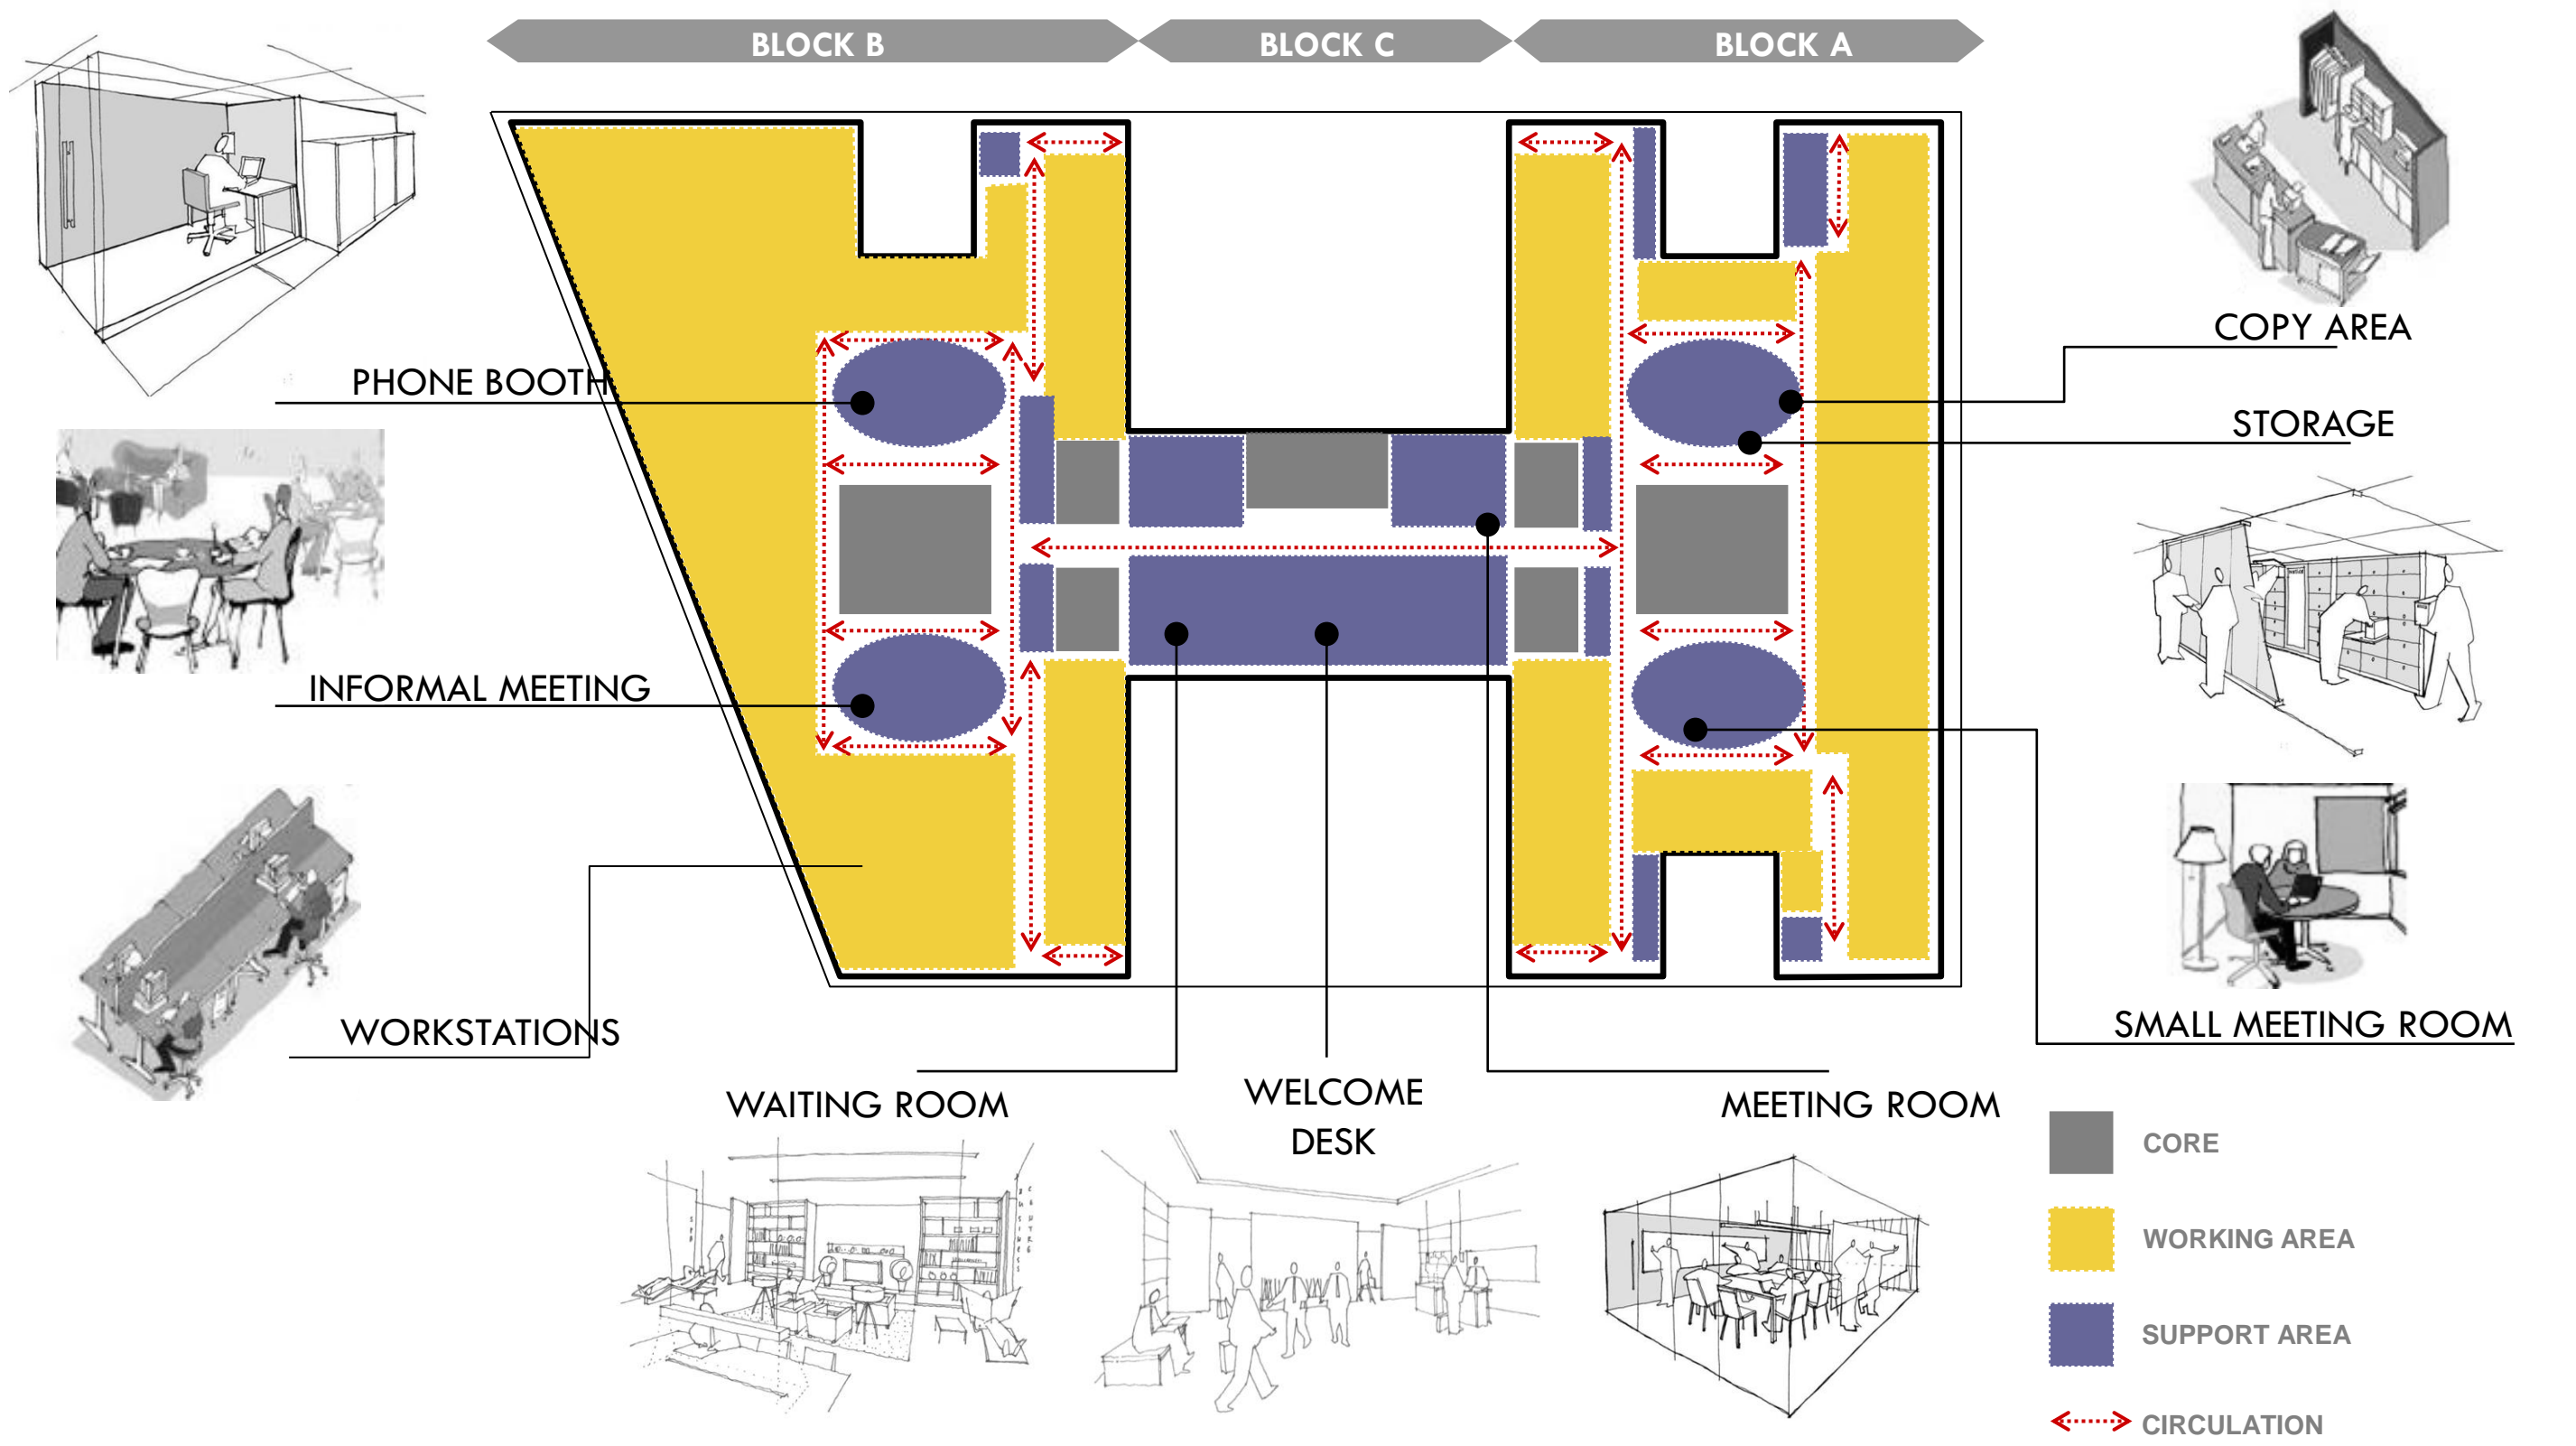 BLOCK B
BLOCK C
BLOCK A
COPY AREA
PHONE BOOTH
STORAGE
INFORMAL MEETING
WORKSTATIONS
SMALL MEETING ROOM
WAITING ROOM
WELCOME
DESK
MEETING ROOM
CORE
WORKING AREA
SUPPORT AREA
CIRCULATION